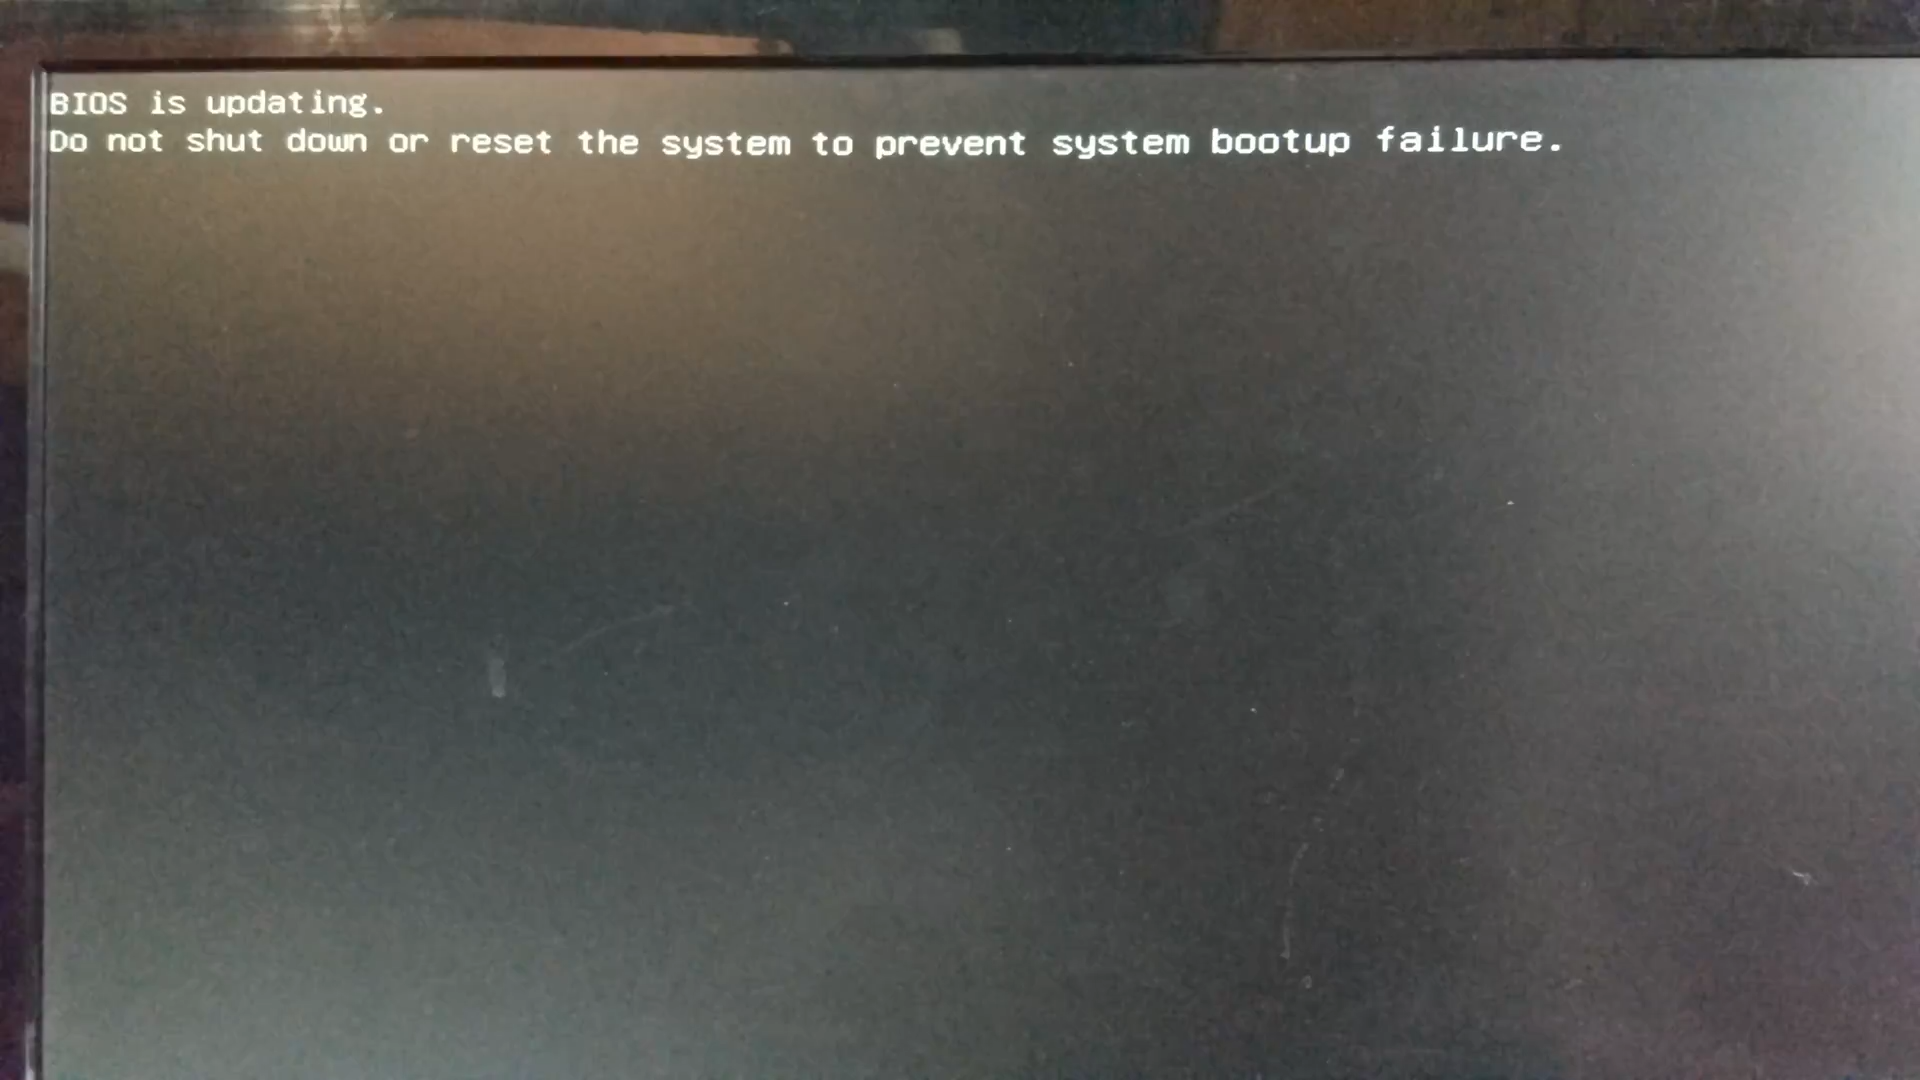 BIOS is updating.
Do not shut down or reset the system to prevent system bootup failure.